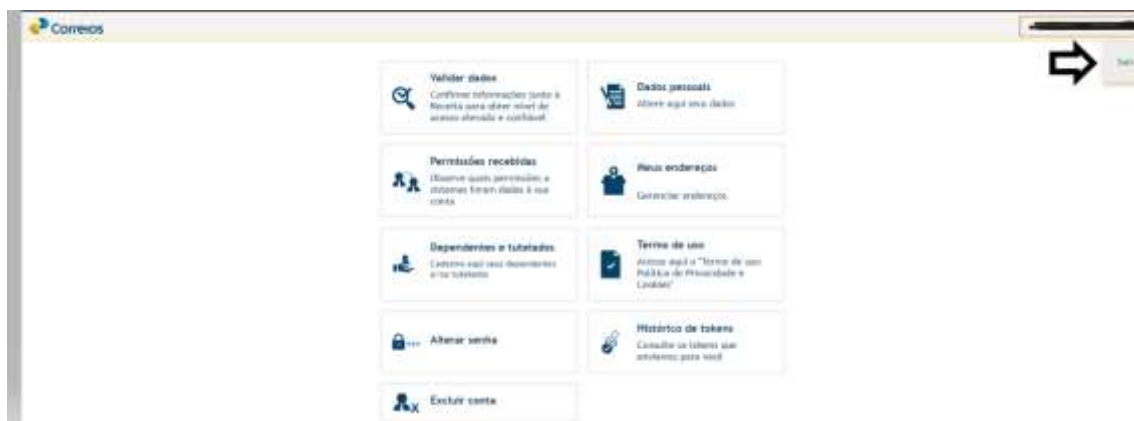 Correios
Validar dados
Confirme informações junto à
Receita para obter nível de
acesso elevado e confiável
Dados pessoais
Altere aqui seus dados
Permissões recebidas
Observe quais permissões a
sistemas foram dadas à sua
conta
Meus endereços
Gerenciar endereços
Dependentes e tutelados
Cadastre aqui seus dependentes
e/ou tutelados
Termo de uso
Acesse aqui o "Termo de uso
Política de Privacidade e
Cookies"
Alterar senha
Histórico de tokens
Consulte os tokens que
enviamos para você
Excluir conta